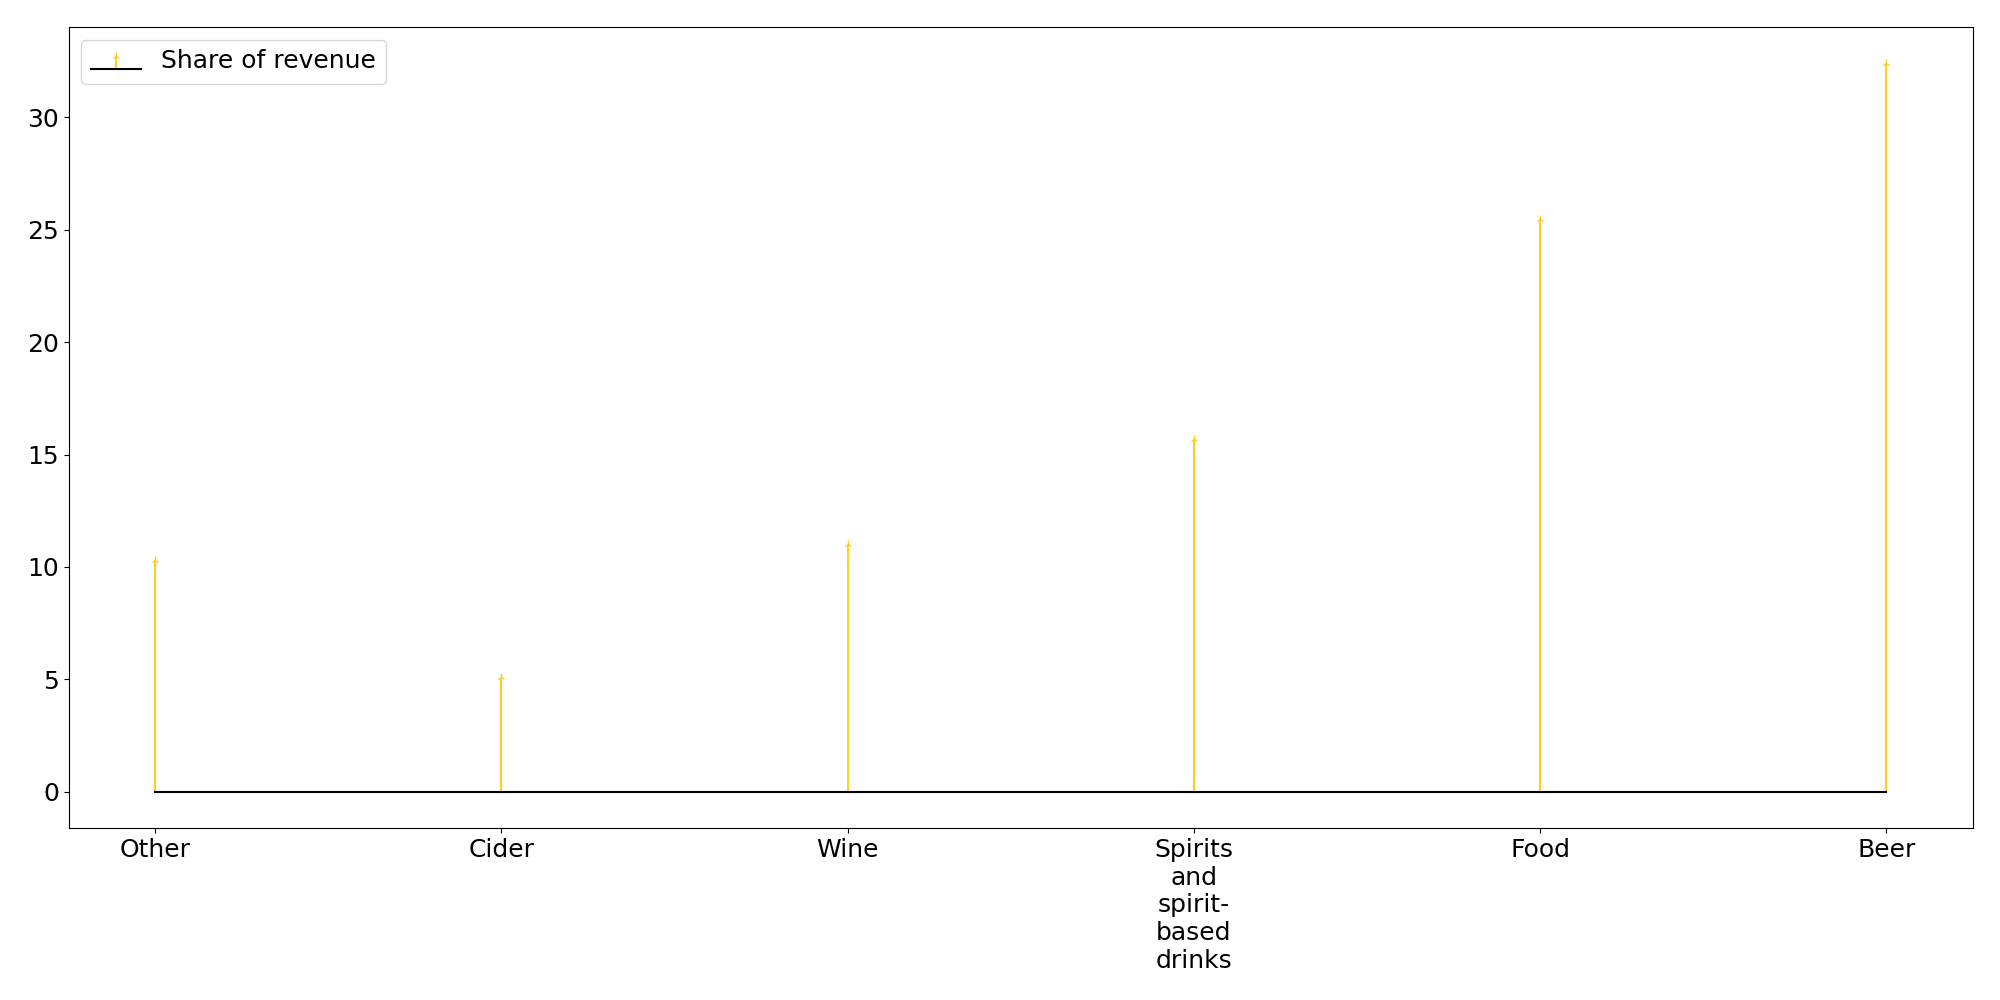 Share of revenue
30
25
20
15
10
5
0
Other
Cider
Wine
Spirits
and
spirit-
based
drinks
Food
Beer